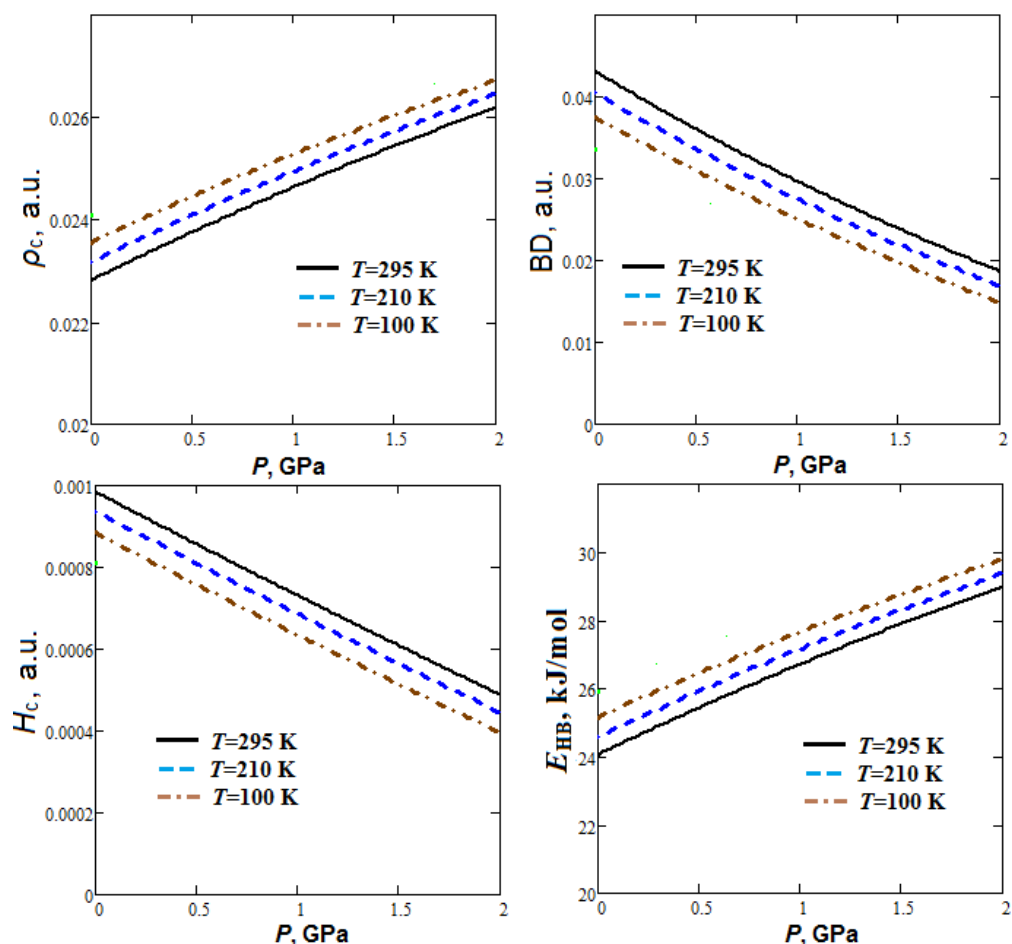 ρc, a.u.
0.026
0.024
0.022
0.02
T=295 K
T=210 K
T=100 K
0
0.5
1
1.5
2
P, GPa
BD, a.u.
0.04
0.03
0.02
0.01
0
T=295 K
T=210 K
T=100 K
0
0.5
1
1.5
2
P, GPa
Hc, a.u.
0.001
0.0008
0.0006
0.0004
0.0002
0
T=295 K
T=210 K
T=100 K
0
0.5
1
1.5
2
P, GPa
EHB, kJ/mol
30
28
26
24
22
20
T=295 K
T=210 K
T=100 K
0
0.5
1
1.5
2
P, GPa